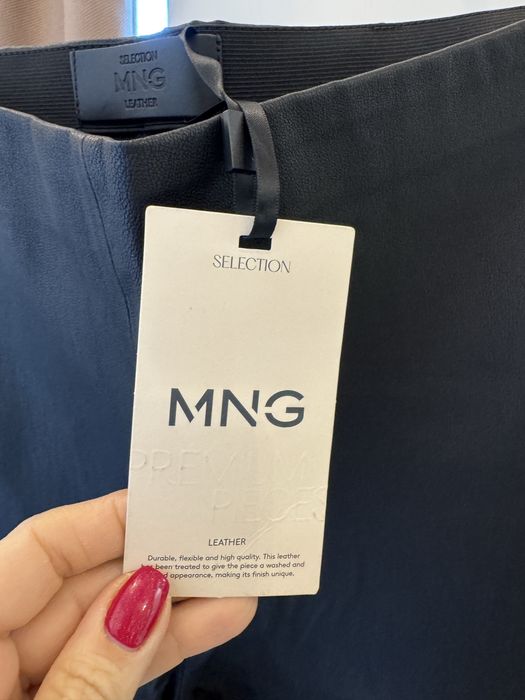 SELECTION
MNG
LEATHER
SELECTION
MNG
PREMIUM
PIECES
LEATHER
Durable, flexible and high quality. This leather
been treated to give the piece a washed and
appearance, making its finish unique.